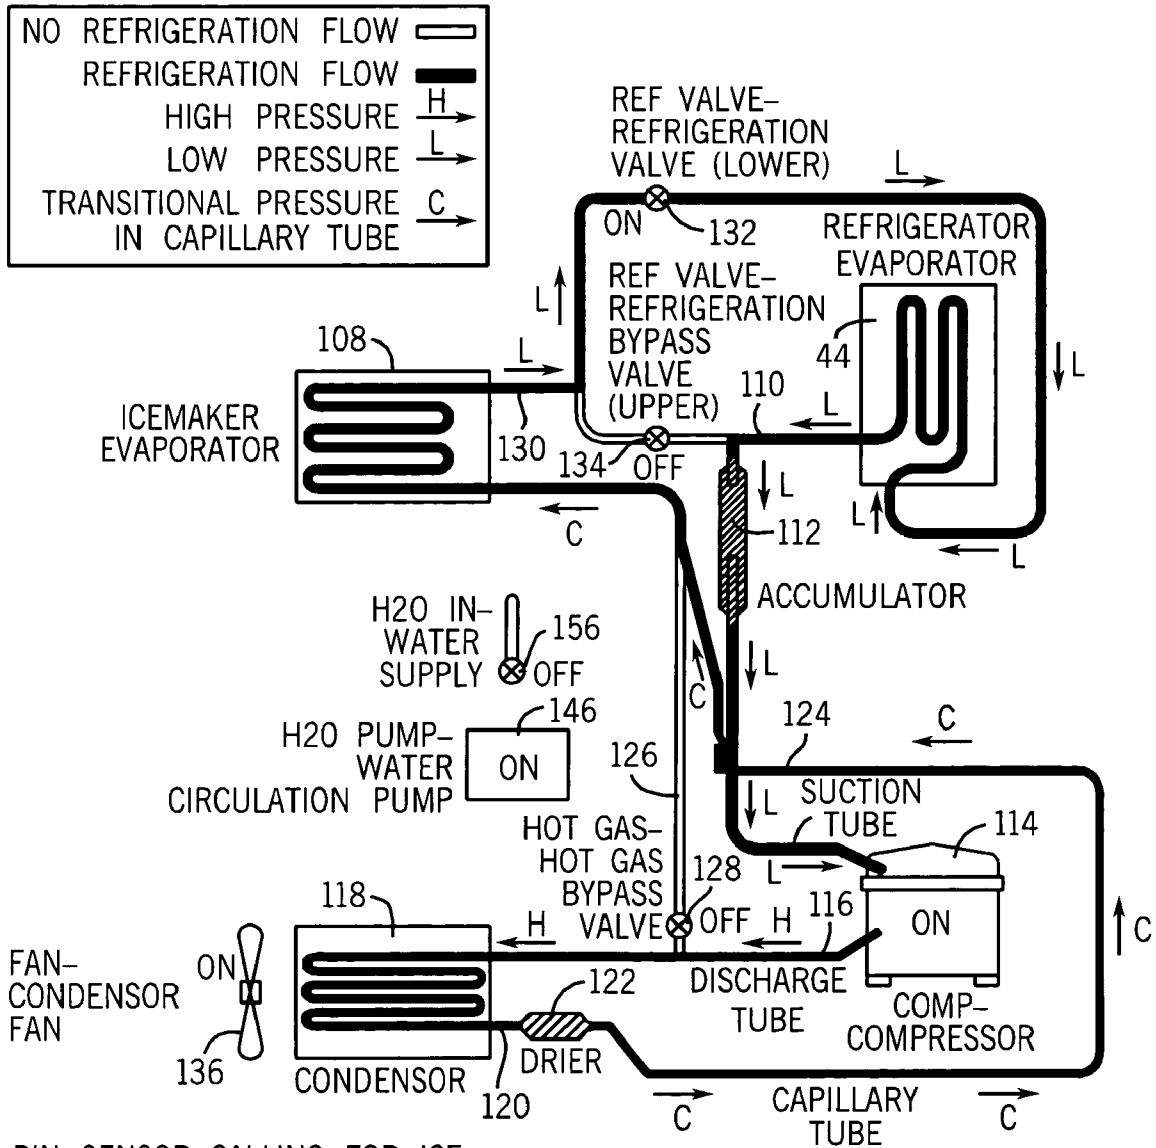 NO REFRIGERATION FLOW
REFRIGERATION FLOW
HIGH PRESSURE H
LOW PRESSURE L
TRANSITIONAL PRESSURE
IN CAPILLARY TUBE C
REF VALVE–
REFRIGERATION
VALVE (LOWER)
L
ON
132
REFRIGERATOR
EVAPORATOR
REF VALVE–
REFRIGERATION
BYPASS
VALVE
(UPPER)
L
44
L
108
L
110
L
ICEMAKER
EVAPORATOR
130
134
OFF
L
L
C
112
L
ACCUMULATOR
H2O IN–
WATER
SUPPLY
156
OFF
L
C
146
H2O PUMP–
WATER
CIRCULATION PUMP
ON
126
124
C
L
SUCTION
TUBE
114
HOT GAS–
HOT GAS
BYPASS
VALVE
128
OFF
L
H
116
ON
C
118
H
FAN–
CONDENSOR
FAN
ON
136
122
DISCHARGE
TUBE
COMP–
COMPRESSOR
DRIER
CONDENSOR
120
C
CAPILLARY
TUBE
C